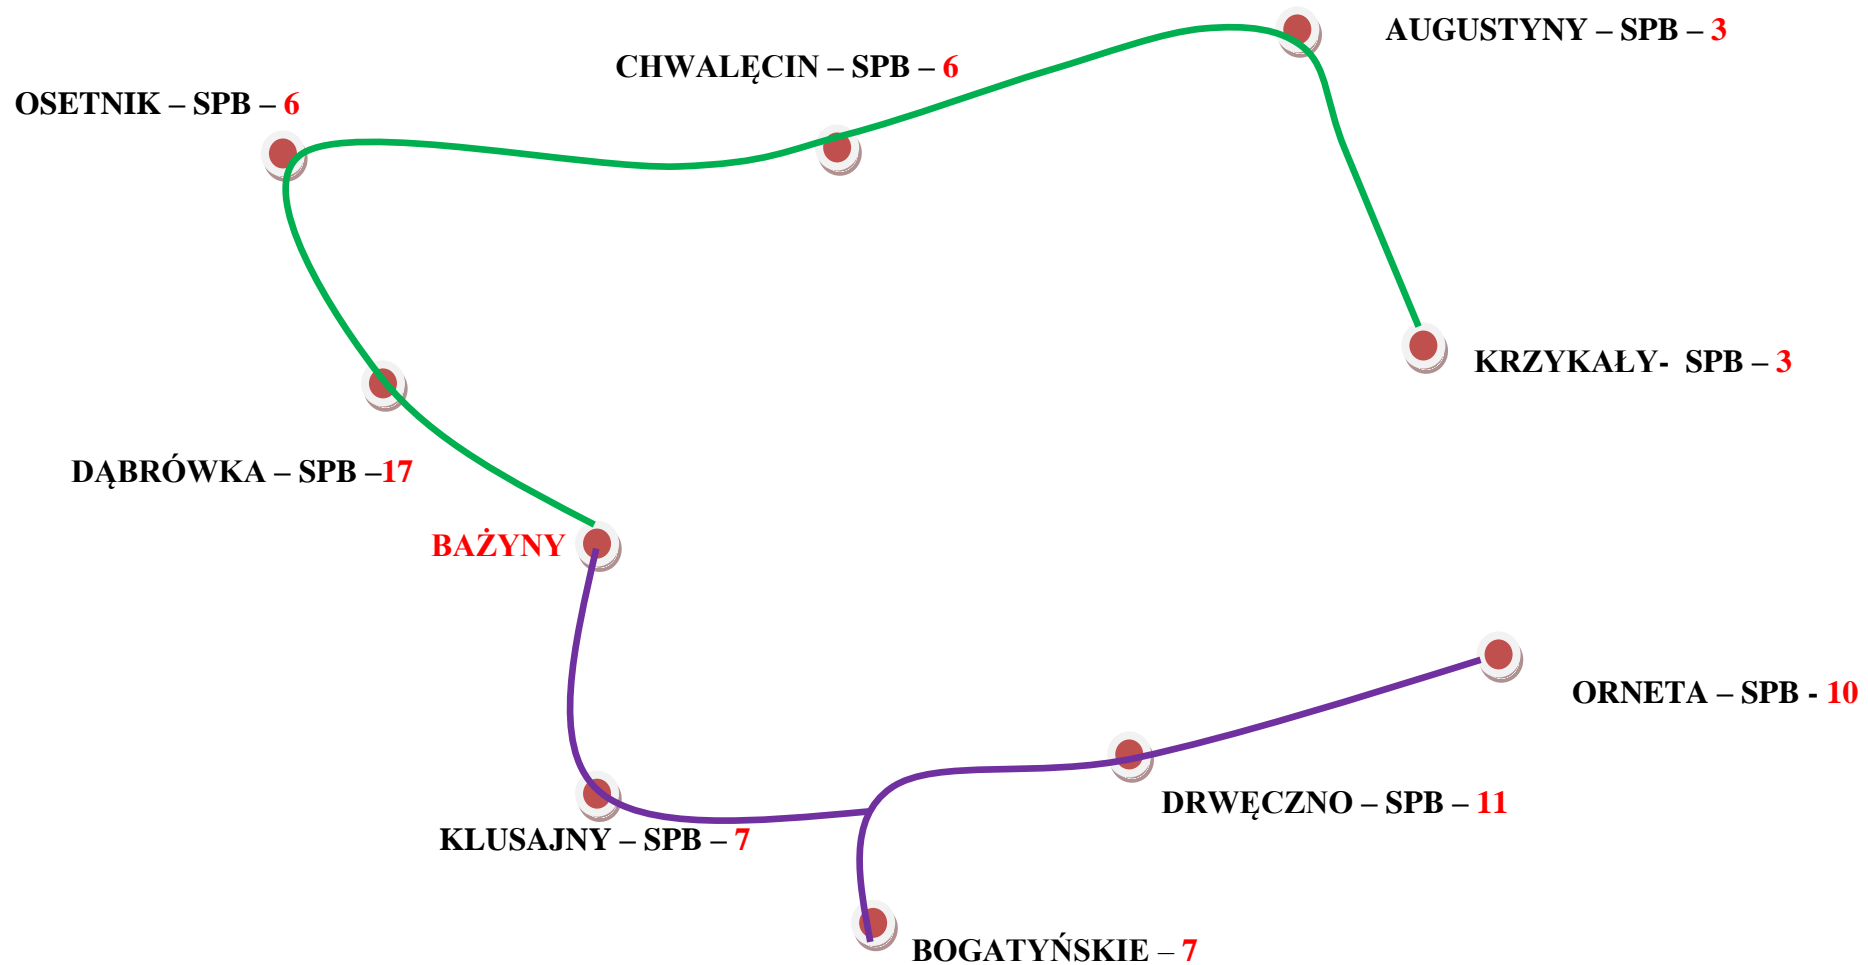 AUGUSTYNY – SPB – 3
CHWALĘCIN – SPB – 6
OSETNIK – SPB – 6
KRZYKAŁY-  SPB – 3
DĄBRÓWKA – SPB –17
BAŻYNY
ORNETA – SPB - 10
DRWĘCZNO – SPB – 11
KLUSAJNY – SPB – 7
BOGATYŃSKIE – 7